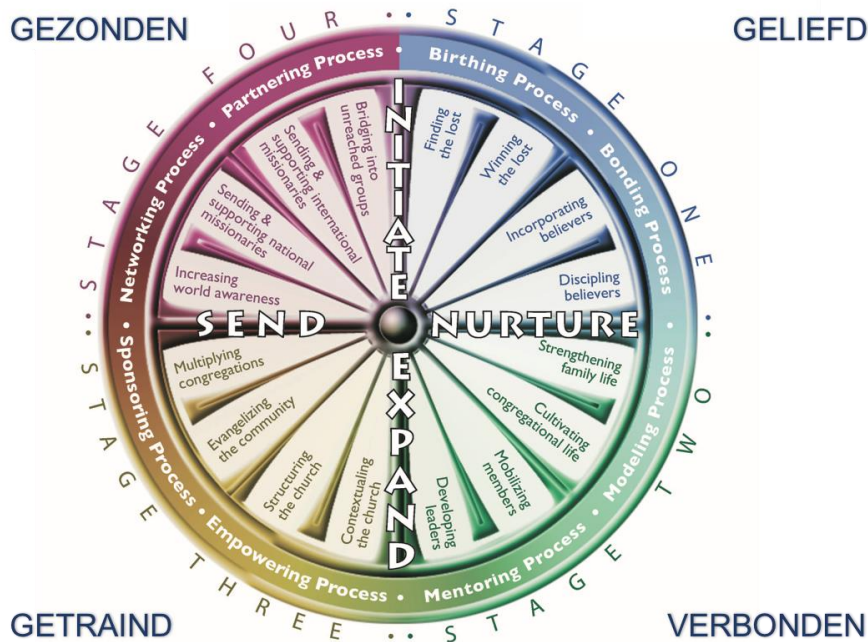 GEZONDEN
GELIEFD
STAGE ONE
Birthing Process • Bonding Process
INITIATE
Finding
the lost
Winning
the lost
Incorporating
believers
Discipling
believers
NURTURE
STAGE TWO
Modeling Process • Mentoring Process
Strengthening
family life
Cultivating
congregational life
Mobilizing
members
Developing
leaders
EXPAND
STAGE THREE
Empowering Process • Sponsoring Process
Contextualing
the church
Structuring
the church
Evangelizing
the community
Multiplying
congregations
SEND
STAGE FOUR
Networking Process • Partnering Process
Increasing
world awareness
Sending &
supporting national
missionaries
Sending &
supporting international
missionaries
Bridging into
unreached groups
GETRAIND
VERBONDEN